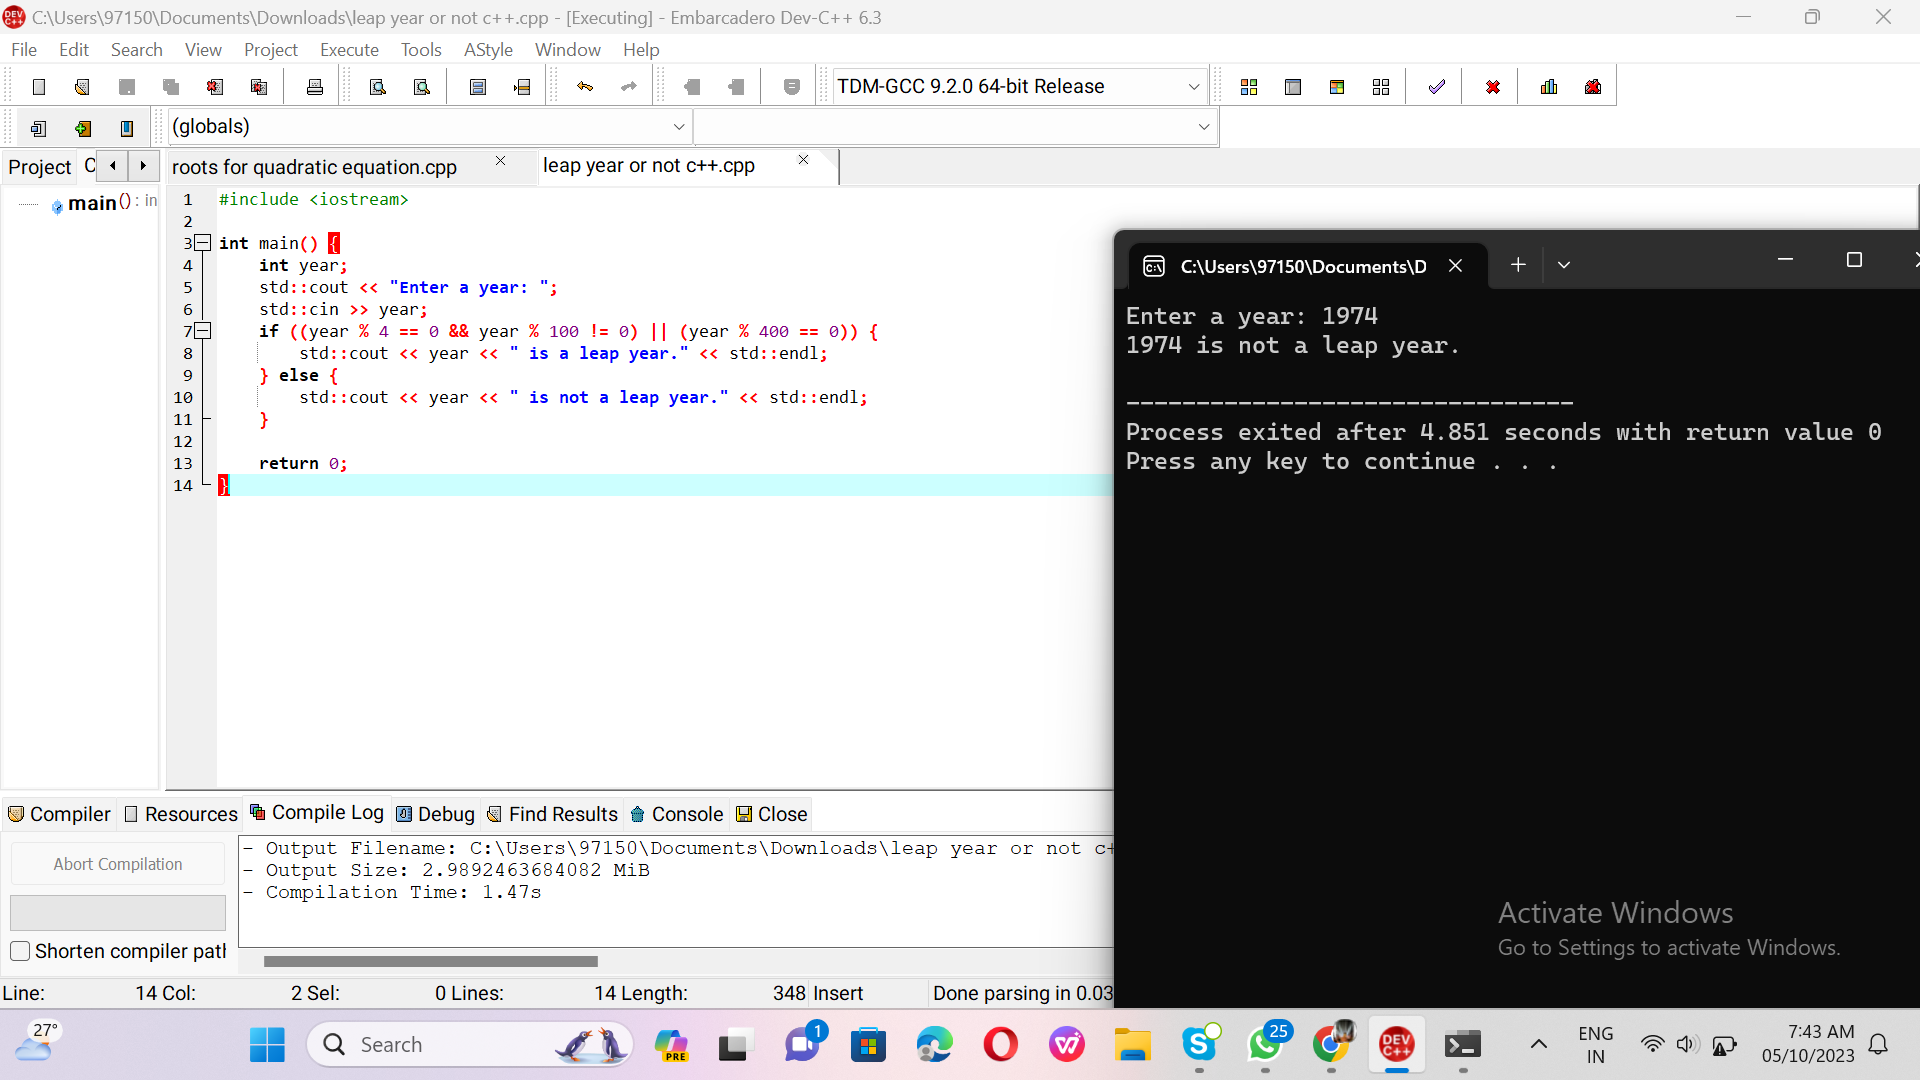 C:\Users\97150\Documents\Downloads\leap year or not c++.cpp - [Executing] - Embarcadero Dev-C++ 6.3
File Edit Search View Project Execute Tools AStyle Window Help
TDM-GCC 9.2.0 64-bit Release
(globals)
Project
roots for quadratic equation.cpp
leap year or not c++.cpp
main() : in
1 #include <iostream>
2
3 int main() {
4 int year;
5 std::cout << "Enter a year: ";
6 std::cin >> year;
7 if ((year % 4 == 0 && year % 100 != 0) || (year % 400 == 0)) {
8 std::cout << year << " is a leap year." << std::endl;
9 } else {
10 std::cout << year << " is not a leap year." << std::endl;
11 }
12
13 return 0;
14 }
C:\Users\97150\Documents\D
Enter a year: 1974
1974 is not a leap year.
--------------------------------
Process exited after 4.851 seconds with return value 0
Press any key to continue . . .
Compiler Resources Compile Log Debug Find Results Console Close
Abort Compilation
Shorten compiler path
- Output Filename: C:\Users\97150\Documents\Downloads\leap year or not c+
- Output Size: 2.9892463684082 MiB
- Compilation Time: 1.47s
Activate Windows
Go to Settings to activate Windows.
Line: 14 Col: 2 Sel: 0 Lines: 14 Length: 348 Insert Done parsing in 0.03
27°
Search
PRE
1
25
DEV C++
ENG
IN
7:43 AM
05/10/2023